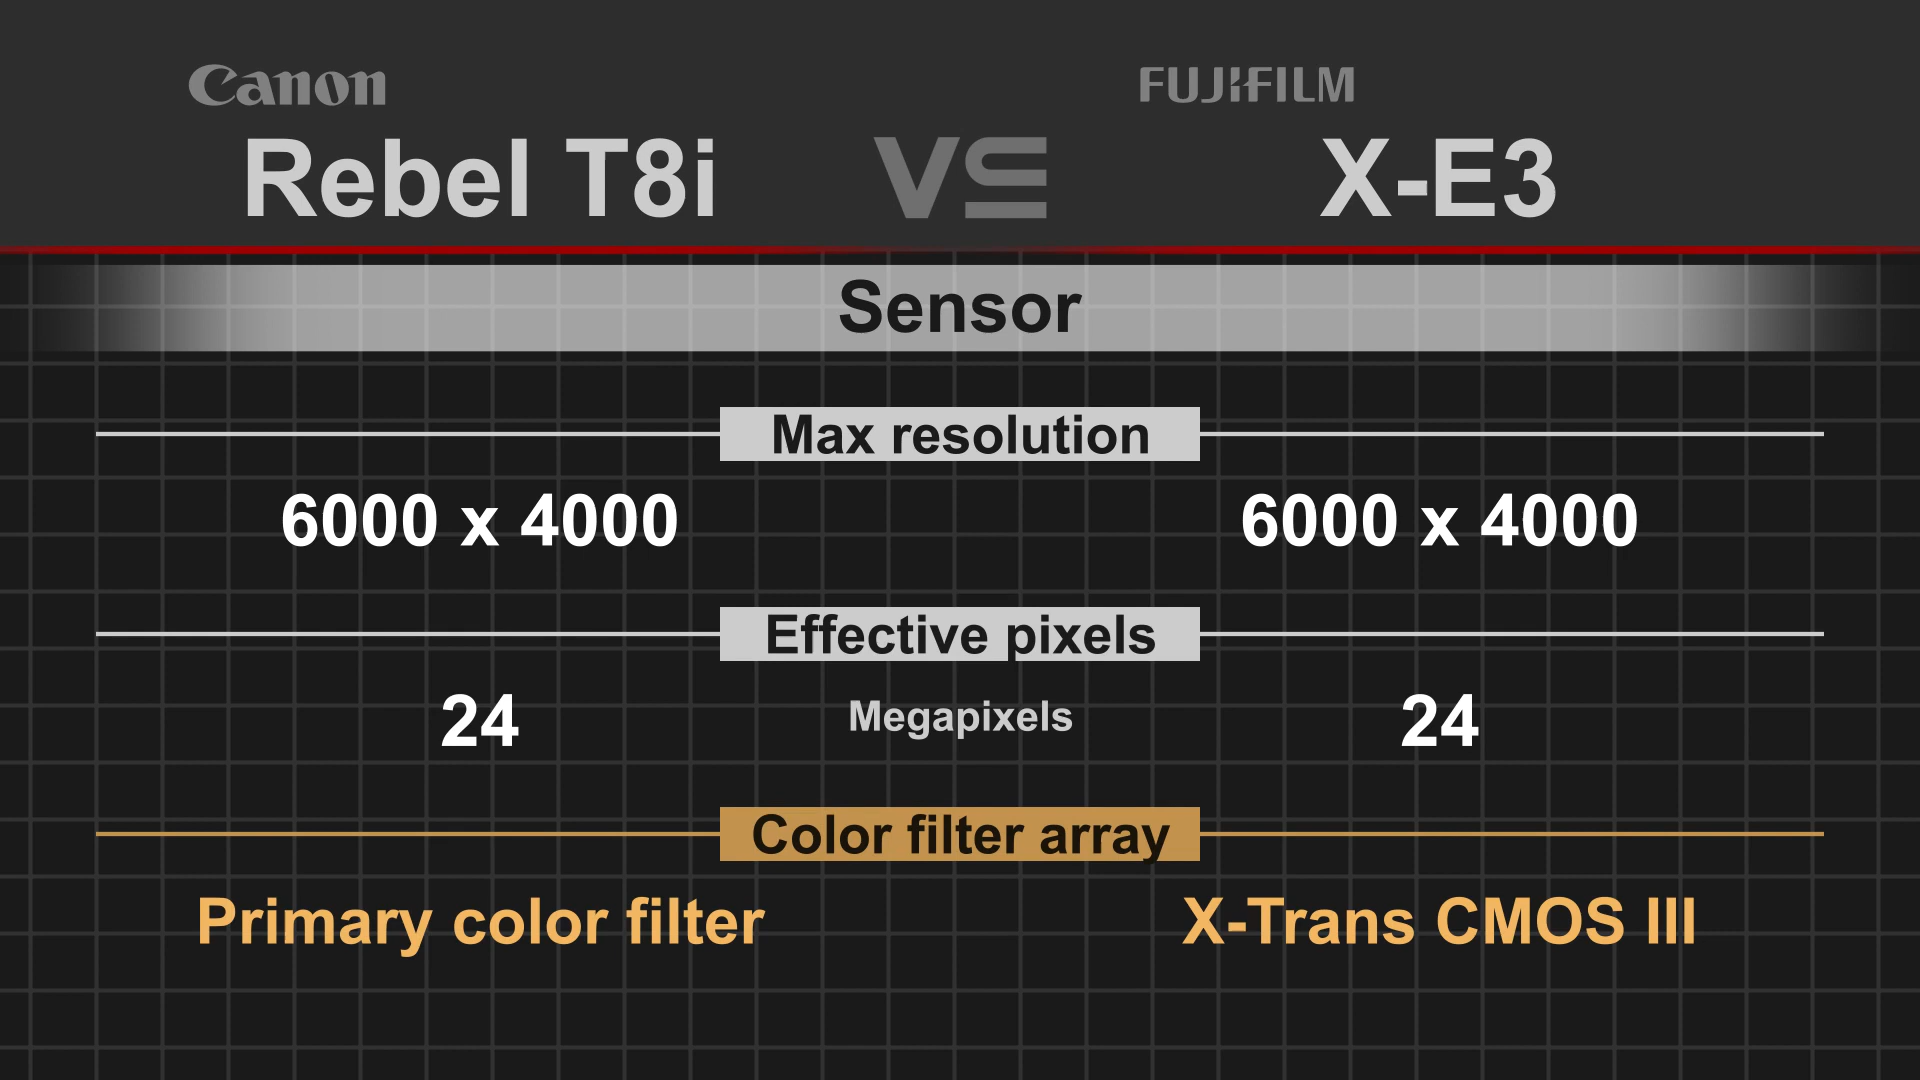 Canon
FUJIFILM
Rebel T8i VS X-E3
Sensor
Max resolution
6000 x 4000 6000 x 4000
Effective pixels
24 Megapixels 24
Color filter array
Primary color filter X-Trans CMOS III